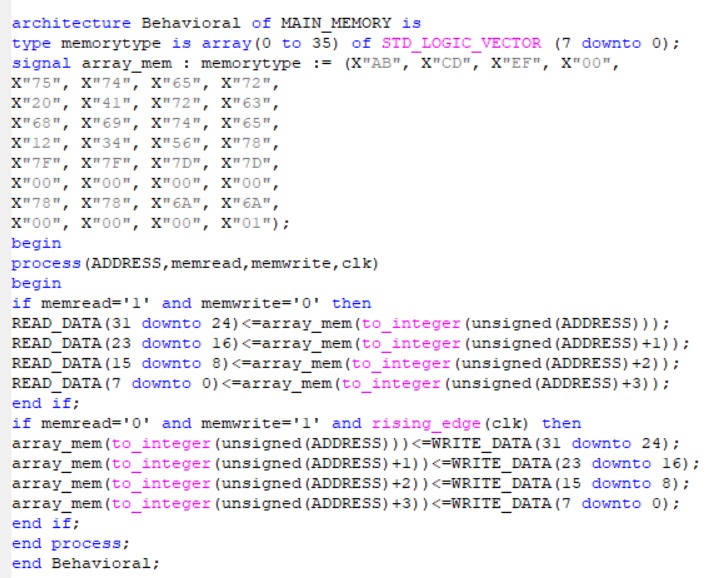 architecture Behavioral of MAIN_MEMORY is
type memorytype is array(0 to 35) of STD_LOGIC_VECTOR (7 downto 0);
signal array_mem : memorytype := (X"AB", X"CD", X"EF", X"00",
X"75", X"74", X"65", X"72",
X"20", X"41", X"72", X"63",
X"68", X"69", X"74", X"65",
X"12", X"34", X"56", X"78",
X"7F", X"7F", X"7D", X"7D",
X"00", X"00", X"00", X"00",
X"78", X"78", X"6A", X"6A",
X"00", X"00", X"00", X"01");
begin
process(ADDRESS,memread,memwrite,clk)
begin
if memread='1' and memwrite='0' then
READ_DATA(31 downto 24)<=array_mem(to_integer(unsigned(ADDRESS)));
READ_DATA(23 downto 16)<=array_mem(to_integer(unsigned(ADDRESS)+1));
READ_DATA(15 downto 8)<=array_mem(to_integer(unsigned(ADDRESS)+2));
READ_DATA(7 downto 0)<=array_mem(to_integer(unsigned(ADDRESS)+3));
end if;
if memread='0' and memwrite='1' and rising_edge(clk) then
array_mem(to_integer(unsigned(ADDRESS)))<=WRITE_DATA(31 downto 24);
array_mem(to_integer(unsigned(ADDRESS)+1))<=WRITE_DATA(23 downto 16);
array_mem(to_integer(unsigned(ADDRESS)+2))<=WRITE_DATA(15 downto 8);
array_mem(to_integer(unsigned(ADDRESS)+3))<=WRITE_DATA(7 downto 0);
end if;
end process;
end Behavioral;